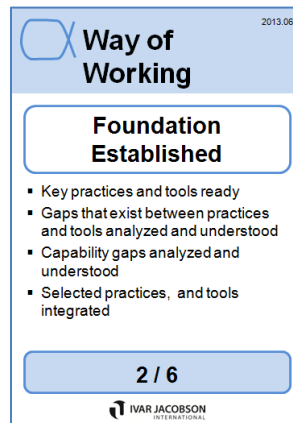 2013.06
Way of
Working
Foundation
Established
▪ Key practices and tools ready
▪ Gaps that exist between practices
and tools analyzed and understood
▪ Capability gaps analyzed and
understood
▪ Selected practices, and tools
integrated
2 / 6
IVAR JACOBSON
INTERNATIONAL